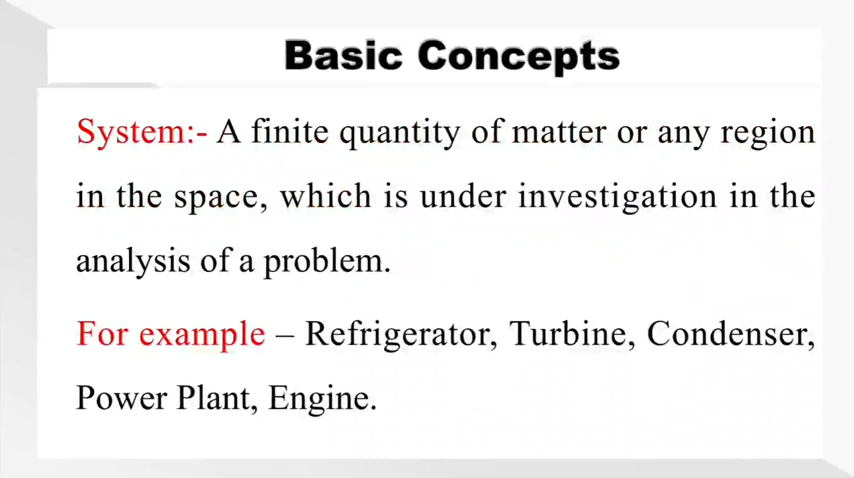 Basic Concepts
System:- A finite quantity of matter or any region
in the space, which is under investigation in the
analysis of a problem.
For example – Refrigerator, Turbine, Condenser,
Power Plant, Engine.